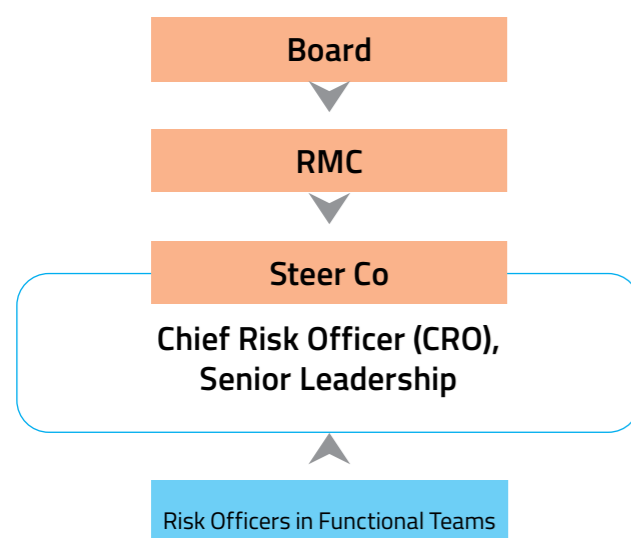 Board
RMC
Steer Co
Chief Risk Officer (CRO),
Senior Leadership
Risk Officers in Functional Teams